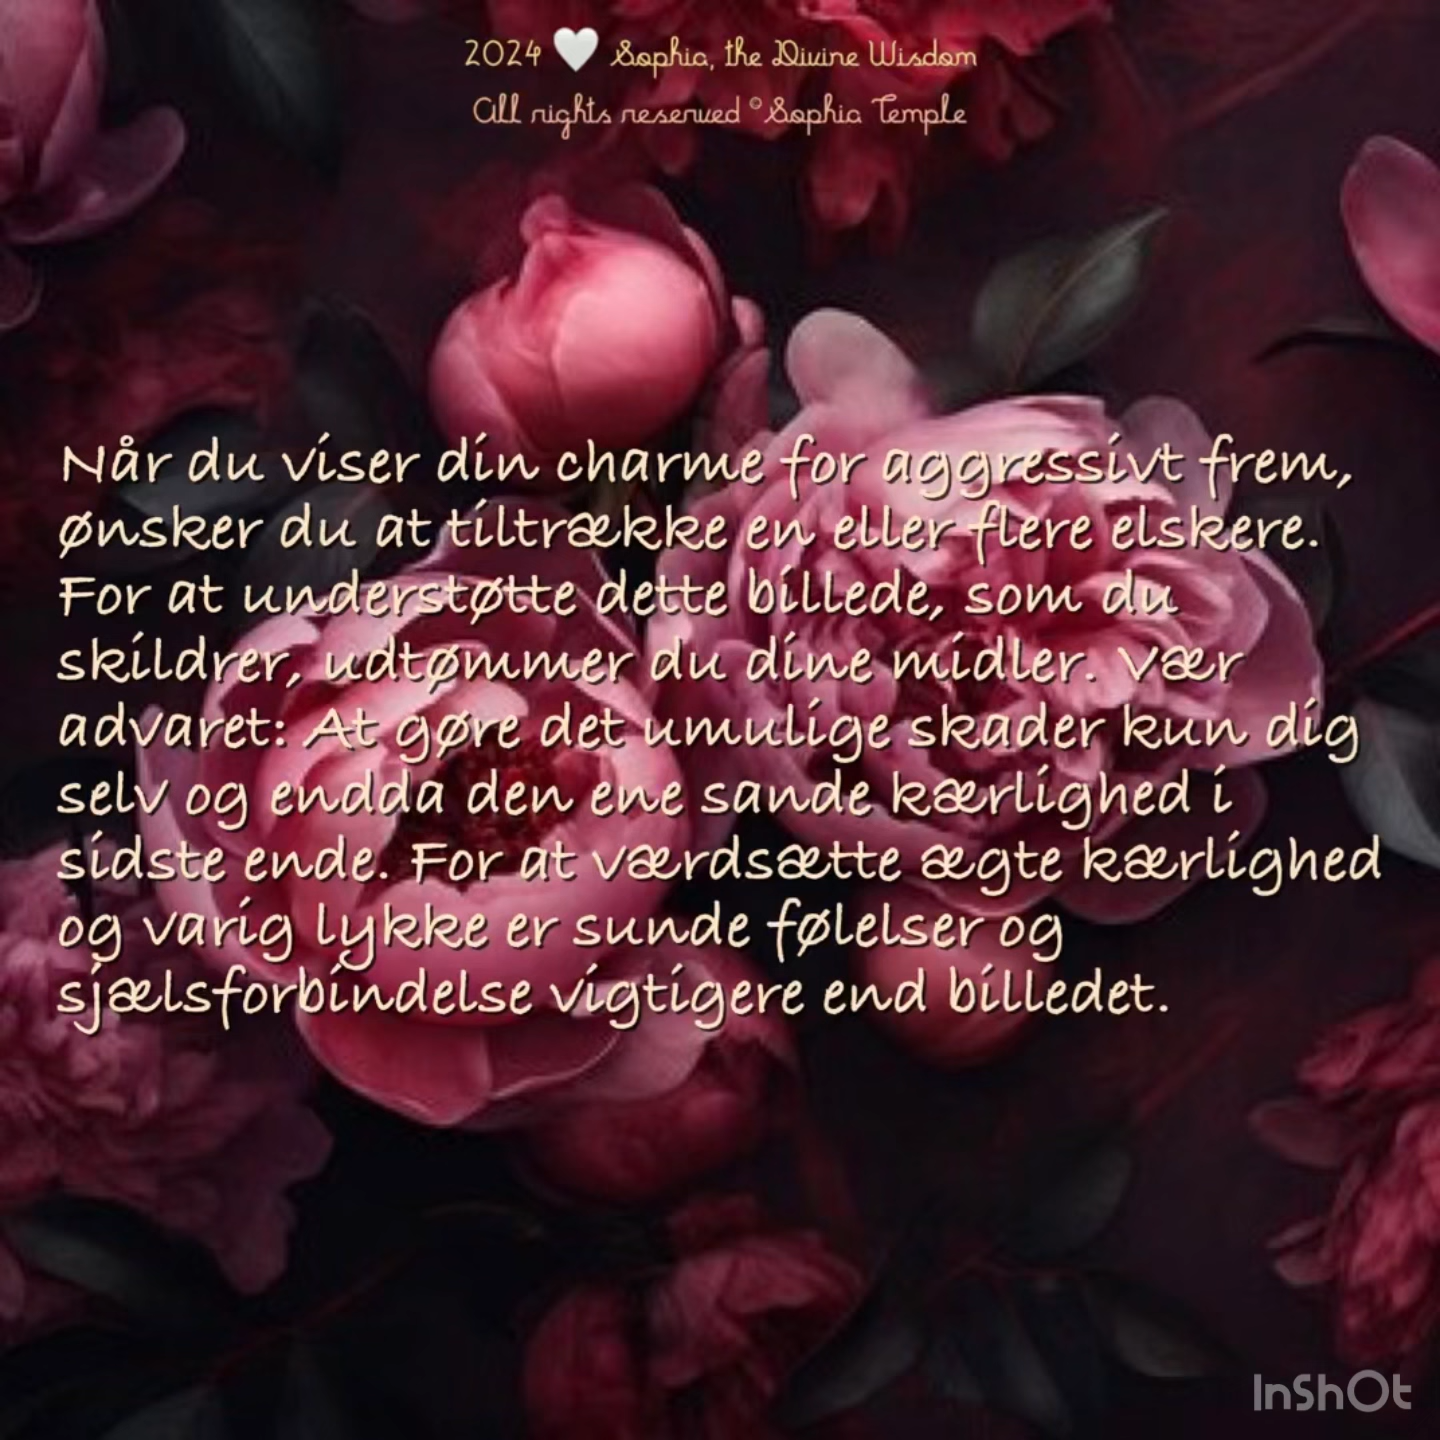 2024 🤍 Sophia, the Divine Wisdom
All rights reserved © Sophia Temple
Når du viser din charme for aggressivt frem,
ønsker du at tiltrække en eller flere elskere.
For at understøtte dette billede, som du
skildrer, udtømmer du dine midler. Vær
advaret: At gøre det umulige skader kun dig
selv og endda den ene sande kærlighed i
sidste ende. For at værdsætte ægte kærlighed
og varig lykke er sunde følelser og
sjælsforbindelse vigtigere end billedet.
InShOt